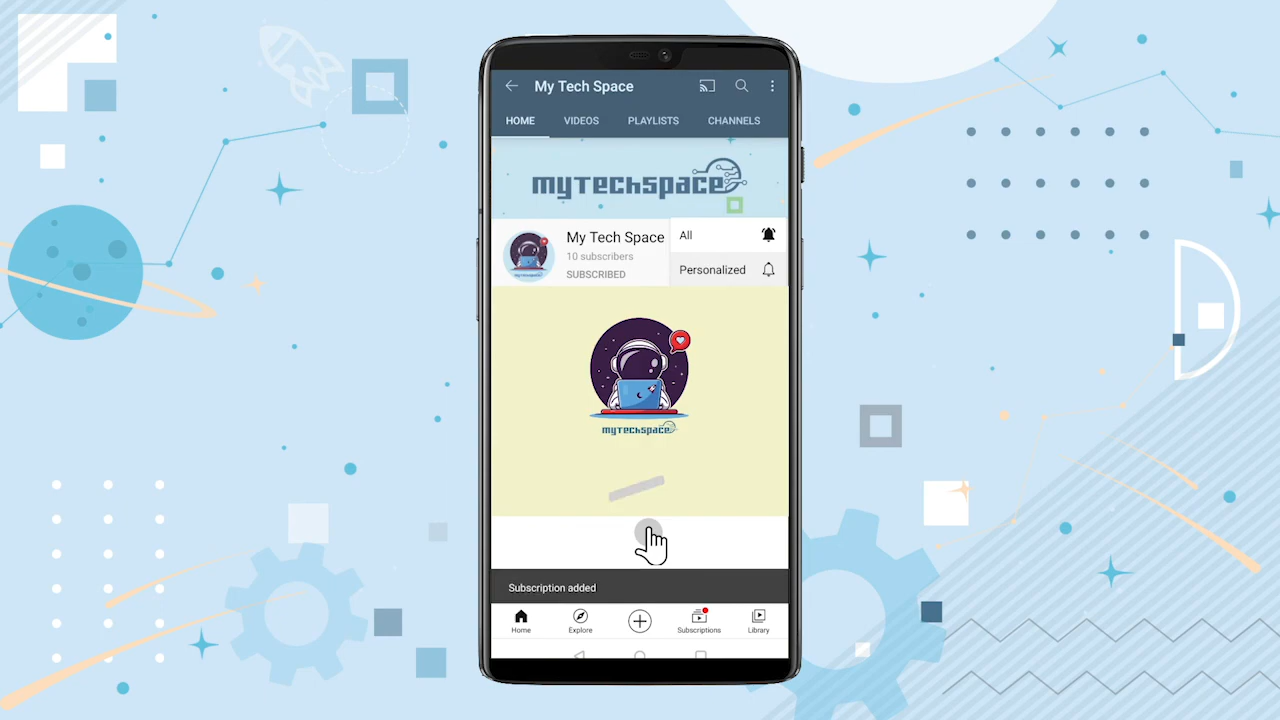 My Tech Space
HOME VIDEOS PLAYLISTS CHANNELS
MYTECHSPACE
My Tech Space
10 subscribers
SUBSCRIBED
All
Personalized
MYTECHSPACE
Subscription added
Home Explore Subscriptions Library